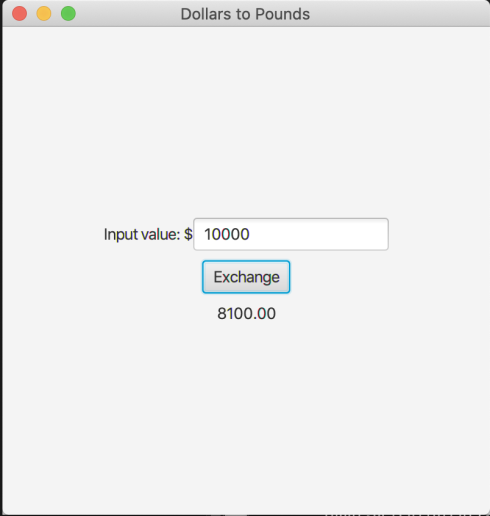 Dollars to Pounds
Input value: $ 10000
Exchange
8100.00